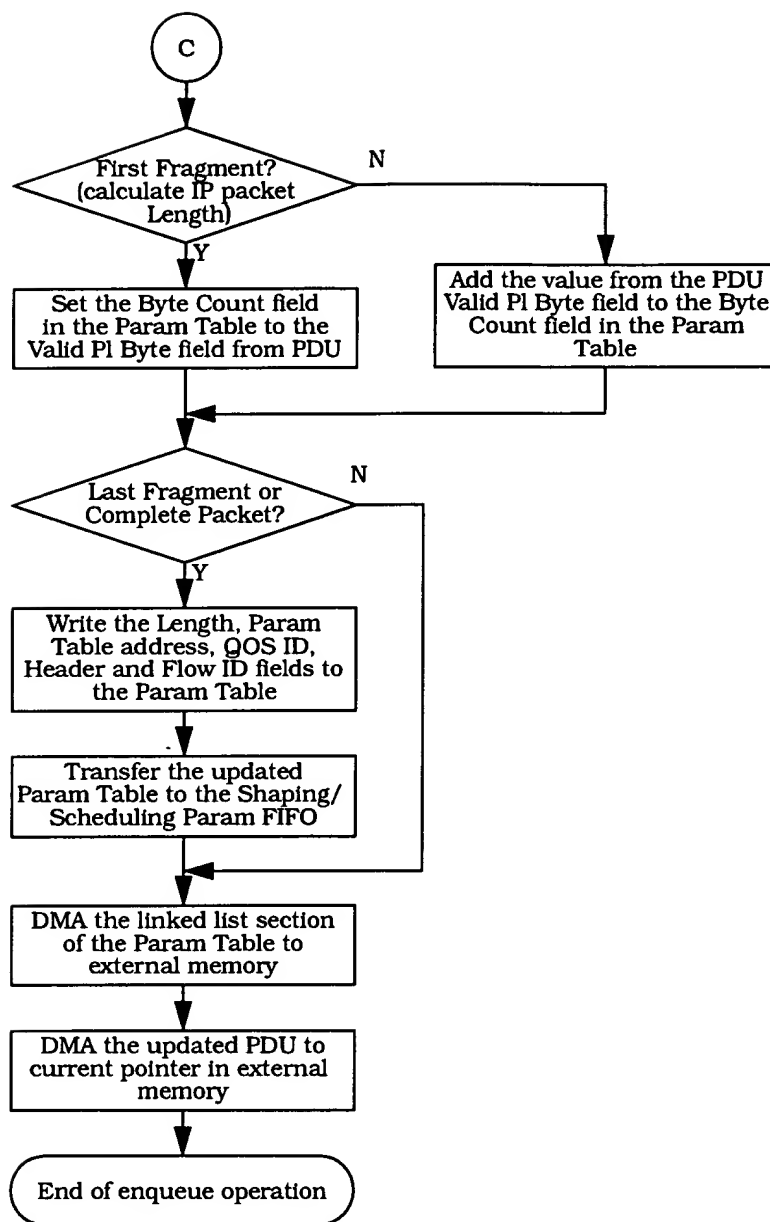 C
First Fragment?
(calculate IP packet
Length)
N
Y
Set the Byte Count field
in the Param Table to the
Valid Pl Byte field from PDU
Add the value from the PDU
Valid Pl Byte field to the Byte
Count field in the Param
Table
Last Fragment or
Complete Packet?
N
Y
Write the Length, Param
Table address, QOS ID,
Header and Flow ID fields to
the Param Table
Transfer the updated
Param Table to the Shaping/
Scheduling Param FIFO
DMA the linked list section
of the Param Table to
external memory
DMA the updated PDU to
current pointer in external
memory
End of enqueue operation